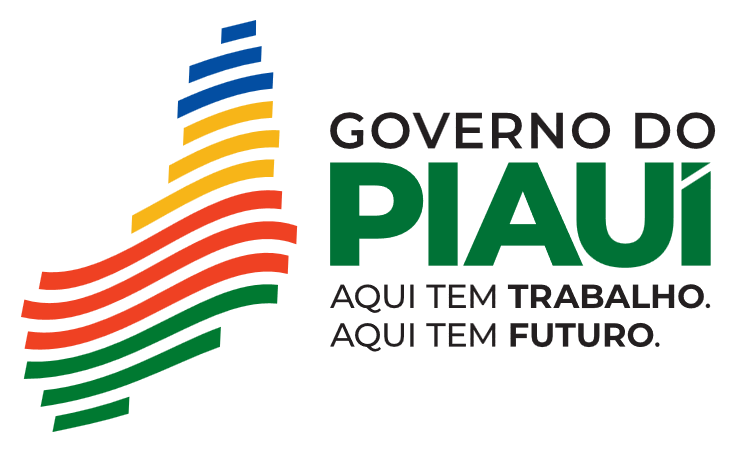 GOVERNO DO
PIAUÍ
AQUI TEM TRABALHO.
AQUI TEM FUTURO.